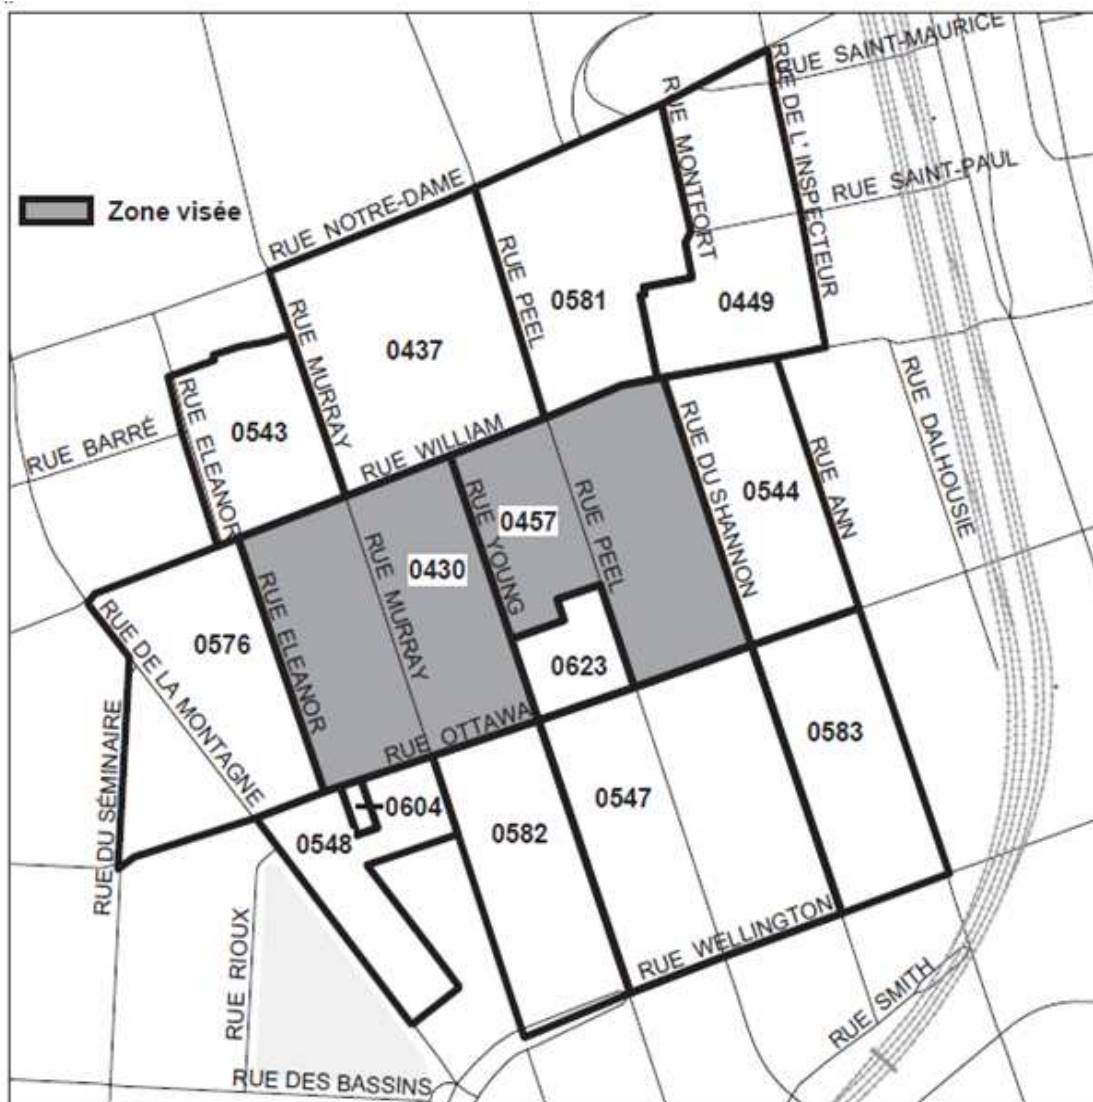 RUE SAINT-MAURICE
RUE DE L'INSPECTEUR
RUE MONTFORT
RUE SAINT-PAUL
RUE NOTRE-DAME
Zone visée
RUE PEEL
0581
0449
RUE MURRAY
0437
RUE DALHOUSIE
RUE ELEANOR
0543
RUE BARRÉ
RUE WILLIAM
RUE DU SHANNON
RUE ANN
0544
RUE YOUNG
0457
RUE PEEL
RUE MURRAY
0430
RUE ELEANOR
RUE DE LA MONTAGNE
0576
0623
RUE OTTAWA
RUE DU SÉMINAIRE
0583
0547
0604
0582
0548
RUE RIOUX
RUE WELLINGTON
RUE SMITH
RUE DES BASSINS